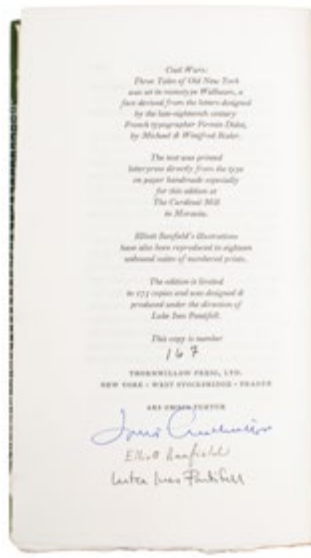 Coal Wars:
Three Tales of Old New York
was set in monotype Walbaum, a
face derived from the letters designed
by the late-eighteenth century
French typographer Firmin Didot,
by Michael & Winifred Bixler.
The text was printed
letterpress directly from the type
on paper handmade especially
for this edition at
The Cardinal Mill
in Moravia.
Elliott Banfield's illustrations
have also been reproduced in eighteen
unbound suites of numbered prints.
The edition is limited
to 175 copies and was designed &
produced under the direction of
Luke Ives Pontifell.
This copy is number
167
THORNWILLOW PRESS, LTD.
NEW YORK · WEST STOCKBRIDGE · PRAGUE
Louis Auchincloss
Elliott Banfield
Luke Ives Pontifell